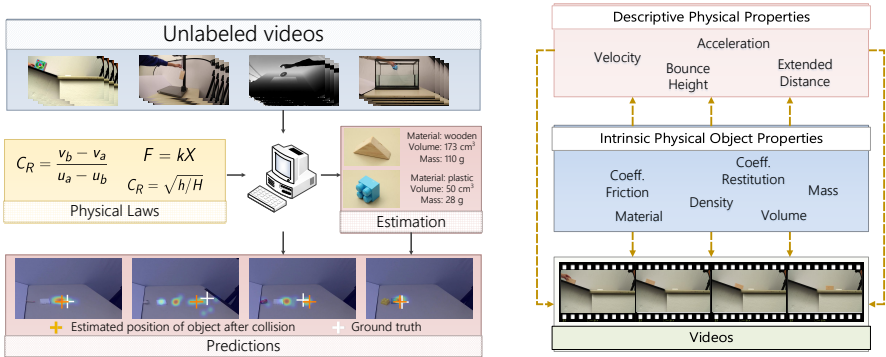 Unlabeled videos
C_R = (v_b − v_a) / (u_a − u_b)
F = kX
C_R = √h/H
Physical Laws
Material: wooden
Volume: 173 cm³
Mass: 110 g
Material: plastic
Volume: 50 cm³
Mass: 28 g
Estimation
Estimated position of object after collision
Ground truth
Predictions
Descriptive Physical Properties
Acceleration
Velocity
Bounce
Height
Extended
Distance
Intrinsic Physical Object Properties
Coeff.
Friction
Coeff.
Restitution
Mass
Density
Material
Volume
Videos